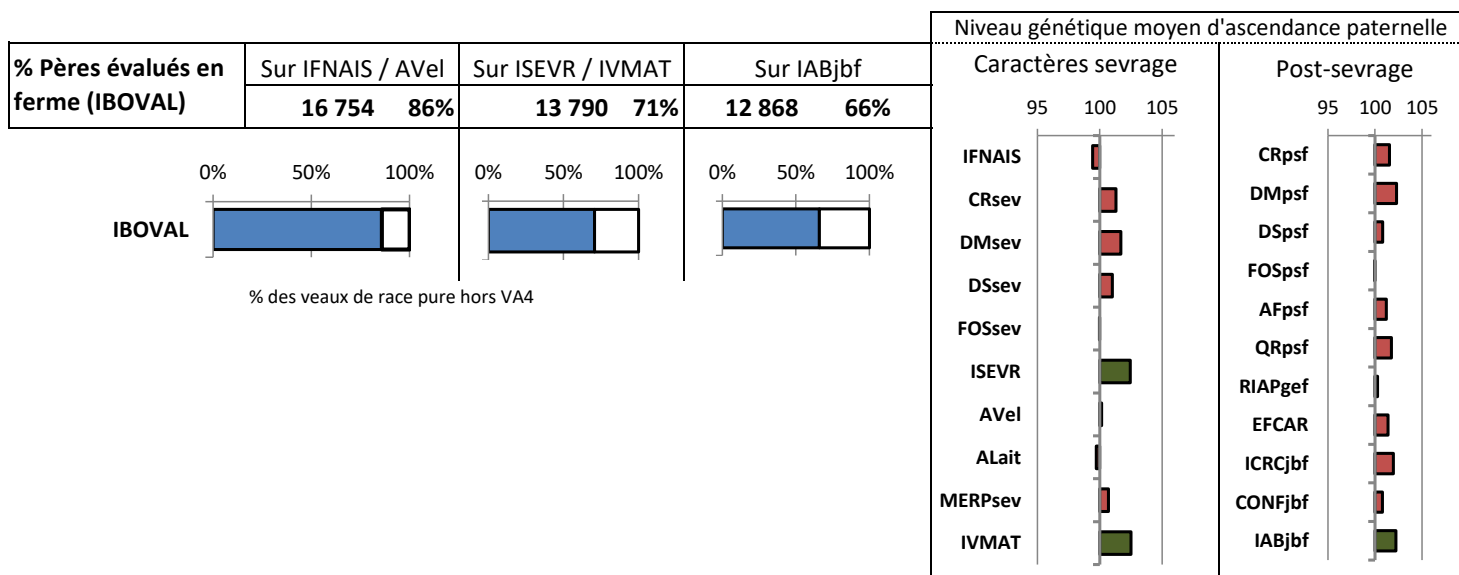 Niveau génétique moyen d'ascendance paternelle
% Pères évalués en ferme (IBOVAL)
Sur IFNAIS / AVel
Sur ISEVR / IVMAT
Sur IABjbf
16 754 86%
13 790 71%
12 868 66%
0% 50% 100%
0% 50% 100%
0% 50% 100%
IBOVAL
% des veaux de race pure hors VA4
Caractères sevrage
95 100 105
IFNAIS
CRsev
DMsev
DSsev
FOSsev
ISEVR
AVel
ALait
MERPsev
IVMAT
Post-sevrage
95 100 105
CRpsf
DMpsf
DSpsf
FOSpsf
AFpsf
QRpsf
RIAPgef
EFCAR
ICRCjbf
CONFjbf
IABjbf